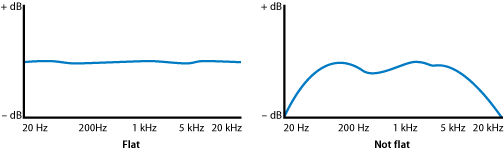 + dB
– dB
20 Hz 200Hz 1 kHz 5 kHz 20 kHz
Flat
+ dB
– dB
20 Hz 200 Hz 1 kHz 5 kHz 20 kHz
Not flat